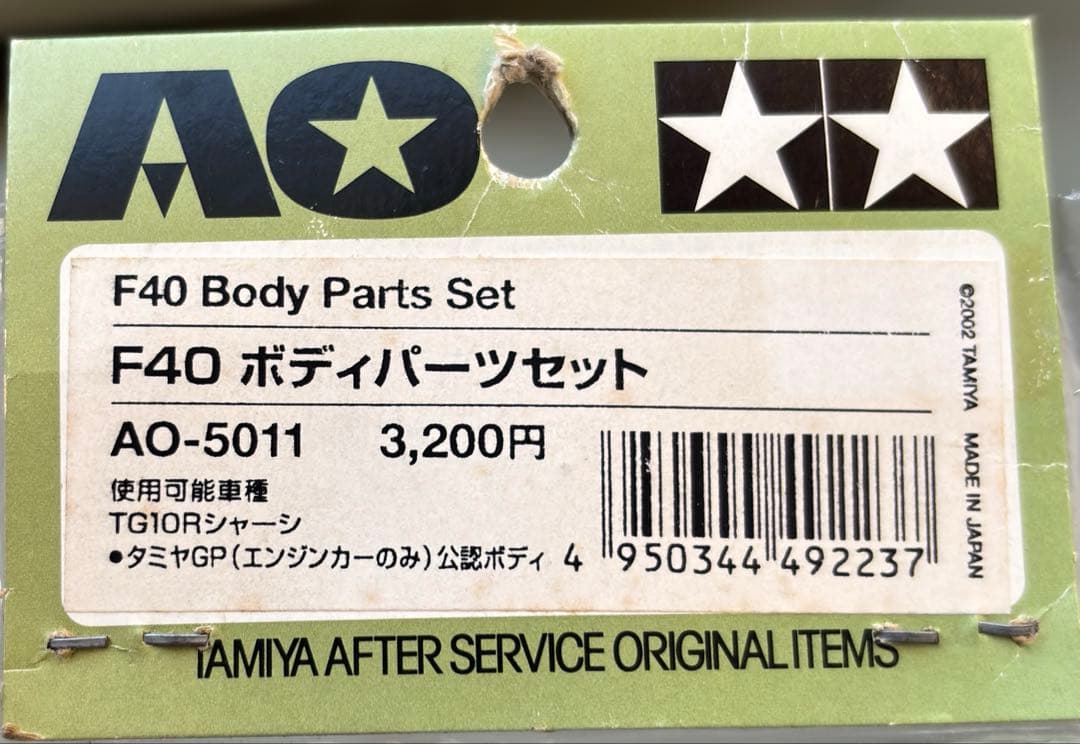 AO
F40 Body Parts Set
F40 ボディパーツセット
AO-5011 3,200円
使用可能車種
TG10Rシャーシ
●タミヤGP(エンジンカーのみ)公認ボディ
4 950344 492237
©2002 TAMIYA MADE IN JAPAN
TAMIYA AFTER SERVICE ORIGINAL ITEMS